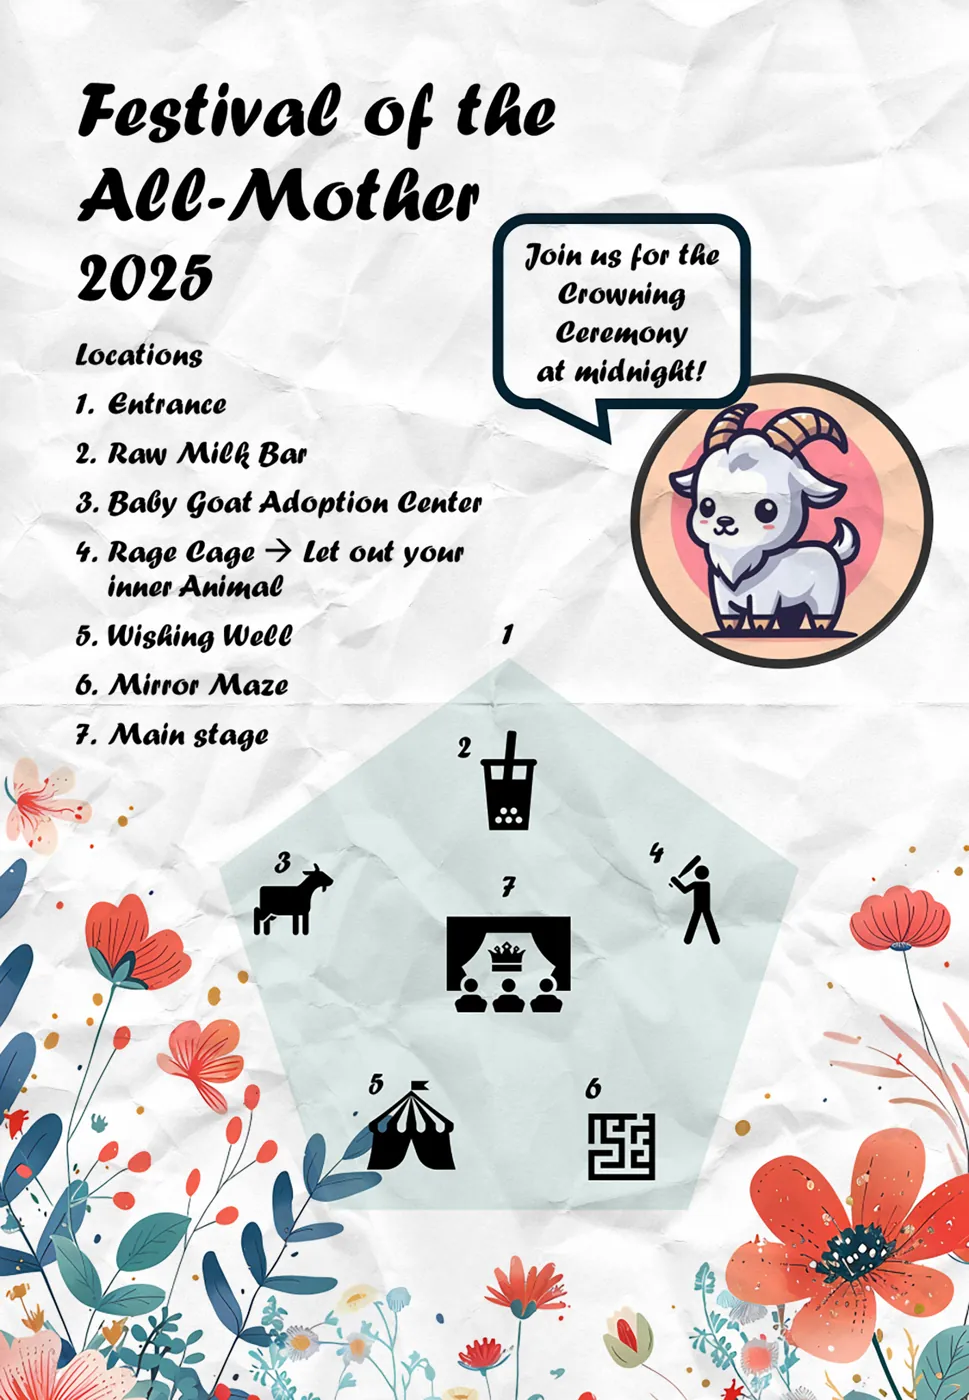 Festival of the
All-Mother
2025
Join us for the
Crowning
Ceremony
at midnight!
Locations
1. Entrance
2. Raw Milk Bar
3. Baby Goat Adoption Center
4. Rage Cage → Let out your
inner Animal
5. Wishing Well
6. Mirror Maze
7. Main stage
1
2
3
4
7
5
6